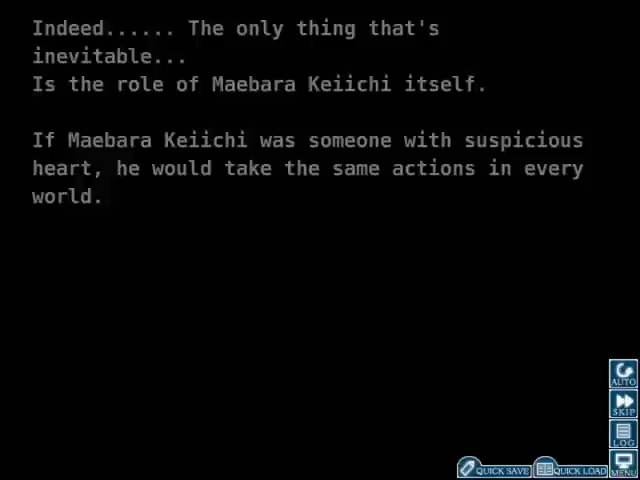 Indeed...... The only thing that's
inevitable...
Is the role of Maebara Keiichi itself.
If Maebara Keiichi was someone with suspicious
heart, he would take the same actions in every
world.
AUTO
SKIP
LOG
MENU
QUICK SAVE
QUICK LOAD